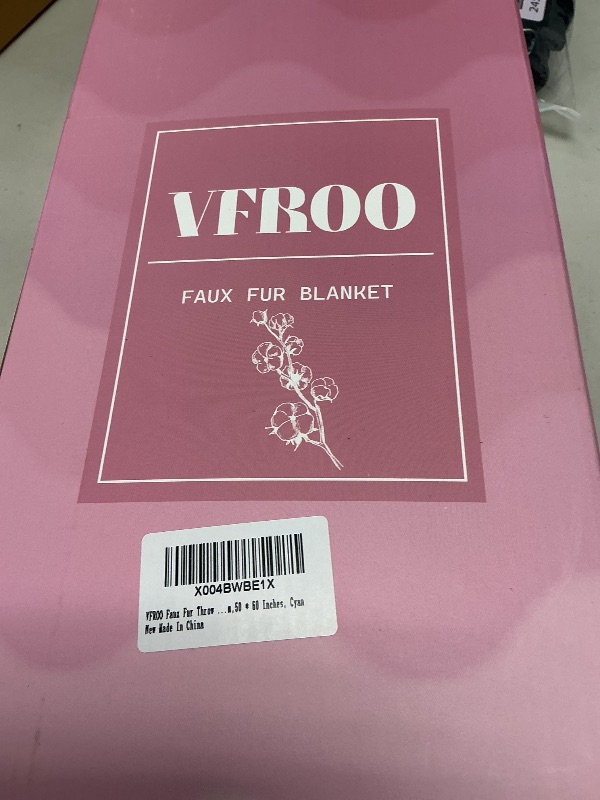 VFROO
FAUX FUR BLANKET
X004BWBE1X
VFROO Faux Fur Throw ...m,50 * 60 Inches, Cyan
New Made In China